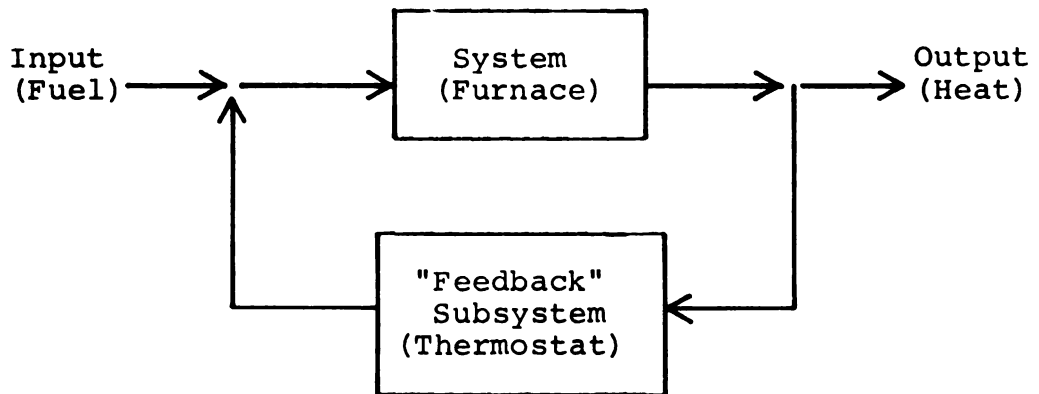 Input
(Fuel)
System
(Furnace)
Output
(Heat)
"Feedback"
Subsystem
(Thermostat)